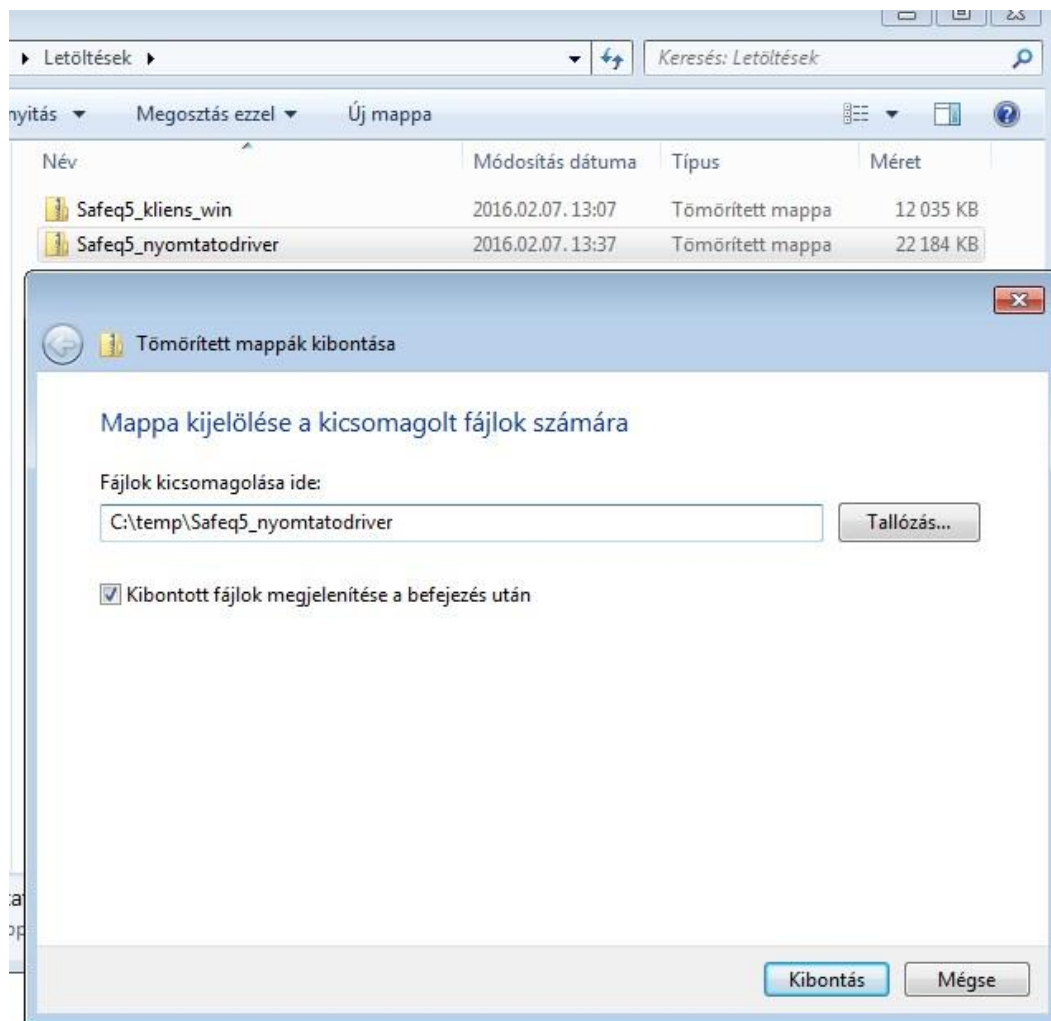 Letöltések
Keresés: Letöltések
Megosztás ezzel Új mappa
Név Módosítás dátuma Típus Méret
Safeq5_kliens_win 2016.02.07. 13:07 Tömörített mappa 12 035 KB
Safeq5_nyomtatodriver 2016.02.07. 13:37 Tömörített mappa 22 184 KB
Tömörített mappák kibontása
Mappa kijelölése a kicsomagolt fájlok számára
Fájlok kicsomagolása ide:
C:\temp\Safeq5_nyomtatodriver Tallózás...
Kibontott fájlok megjelenítése a befejezés után
Kibontás Mégse